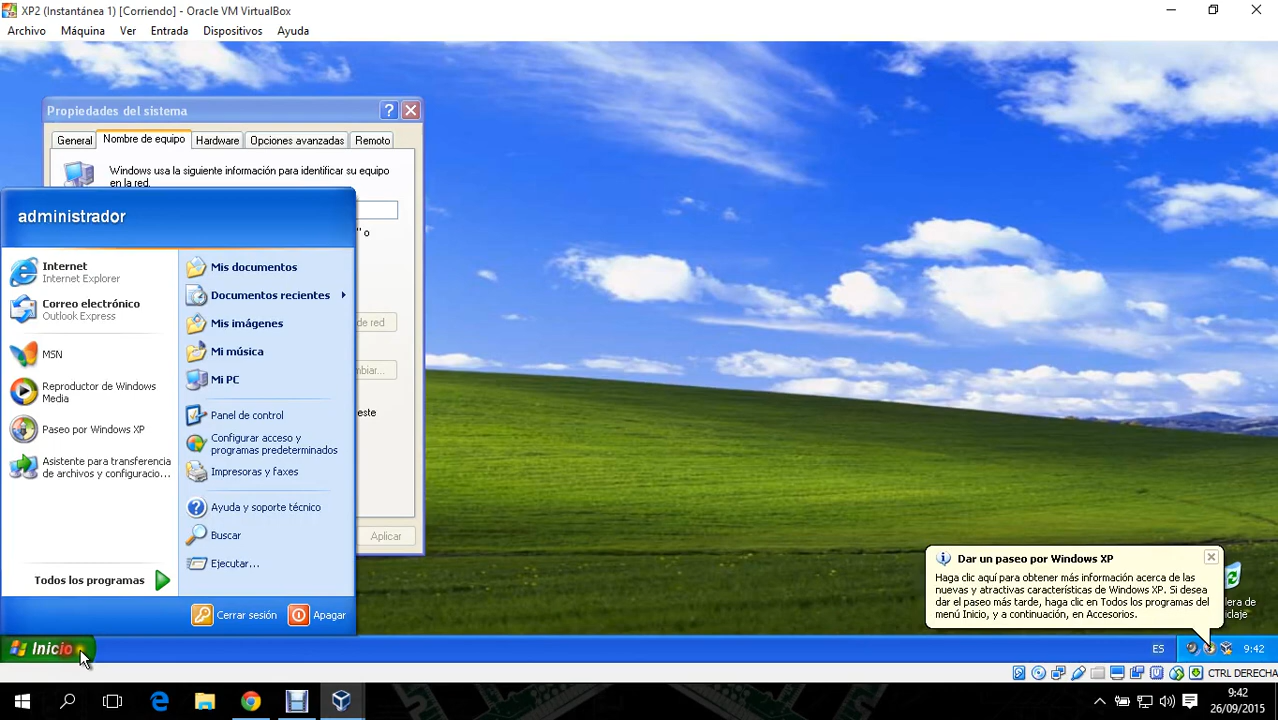 XP2 (Instantánea 1) [Corriendo] - Oracle VM VirtualBox
Archivo Máquina Ver Entrada Dispositivos Ayuda
Propiedades del sistema
General Nombre de equipo Hardware Opciones avanzadas Remoto
Windows usa la siguiente información para identificar su equipo
en la red.
" o
de red
este
Aplicar
administrador
Internet
Internet Explorer
Correo electrónico
Outlook Express
MSN
Reproductor de Windows
Media
Paseo por Windows XP
Asistente para transferencia
de archivos y configuracio...
Todos los programas
Mis documentos
Documentos recientes
Mis imágenes
Mi música
Mi PC
Panel de control
Configurar acceso y
programas predeterminados
Impresoras y faxes
Ayuda y soporte técnico
Buscar
Ejecutar...
Cerrar sesión Apagar
Dar un paseo por Windows XP
Haga clic aquí para obtener más información acerca de las
nuevas y atractivas características de Windows XP. Si desea
dar el paseo más tarde, haga clic en Todos los programas del
menú Inicio, y a continuación, en Accesorios.
Inicio
ES 9:42
CTRL DERECHA
9:42
26/09/2015